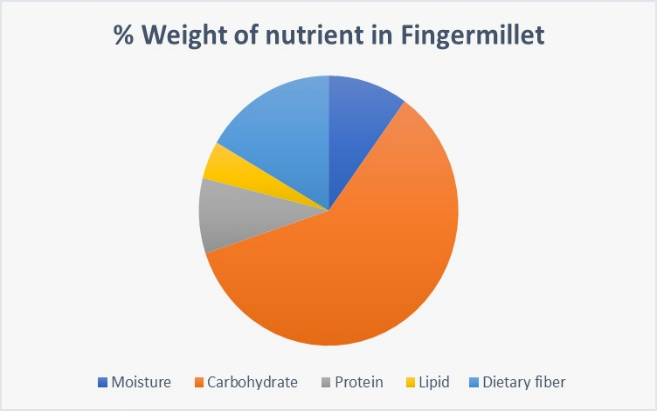 % Weight of nutrient in Fingermillet
Moisture Carbohydrate Protein Lipid Dietary fiber